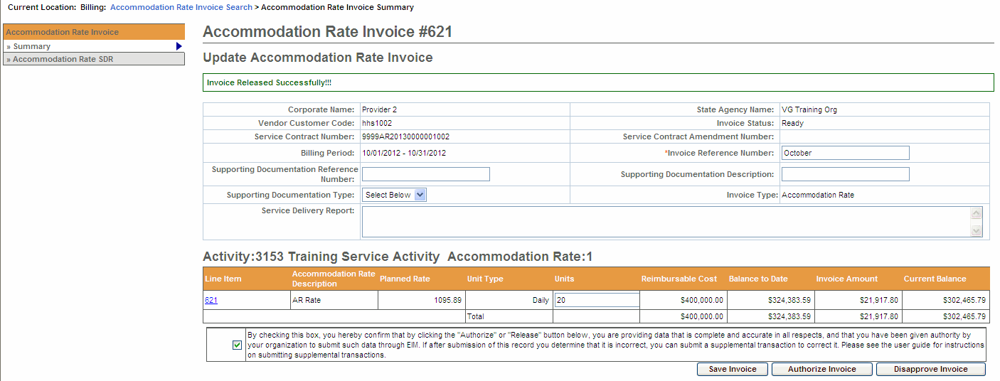 Current Location: Billing: Accommodation Rate Invoice Search > Accommodation Rate Invoice Summary
Accommodation Rate Invoice
» Summary
» Accommodation Rate SDR
Accommodation Rate Invoice #621
Update Accommodation Rate Invoice
Invoice Released Successfully!!!
Corporate Name: Provider 2 State Agency Name: VG Training Org
Vendor Customer Code: hhs1002 Invoice Status: Ready
Service Contract Number: 9999AR20130000001002 Service Contract Amendment Number:
Billing Period: 10/01/2012 - 10/31/2012 *Invoice Reference Number: October
Supporting Documentation Reference
Number: Supporting Documentation Description:
Supporting Documentation Type: Select Below Invoice Type: Accommodation Rate
Service Delivery Report:
Activity:3153 Training Service Activity Accommodation Rate:1
Line Item Accommodation Rate Planned Rate Unit Type Units Reimbursable Cost Balance to Date Invoice Amount Current Balance
Description
621 AR Rate 1095.89 Daily 20 $400,000.00 $324,383.59 $21,917.80 $302,465.79
Total $400,000.00 $324,383.59 $21,917.80 $302,465.79
By checking this box, you hereby confirm that by clicking the "Authorize" or "Release" button below, you are providing data that is complete and accurate in all respects, and that you have been given authority by
your organization to submit such data through EIM. If after submission of this record you determine that it is incorrect, you can submit a supplemental transaction to correct it. Please see the user guide for instructions
on submitting supplemental transactions.
Save Invoice Authorize Invoice Disapprove Invoice